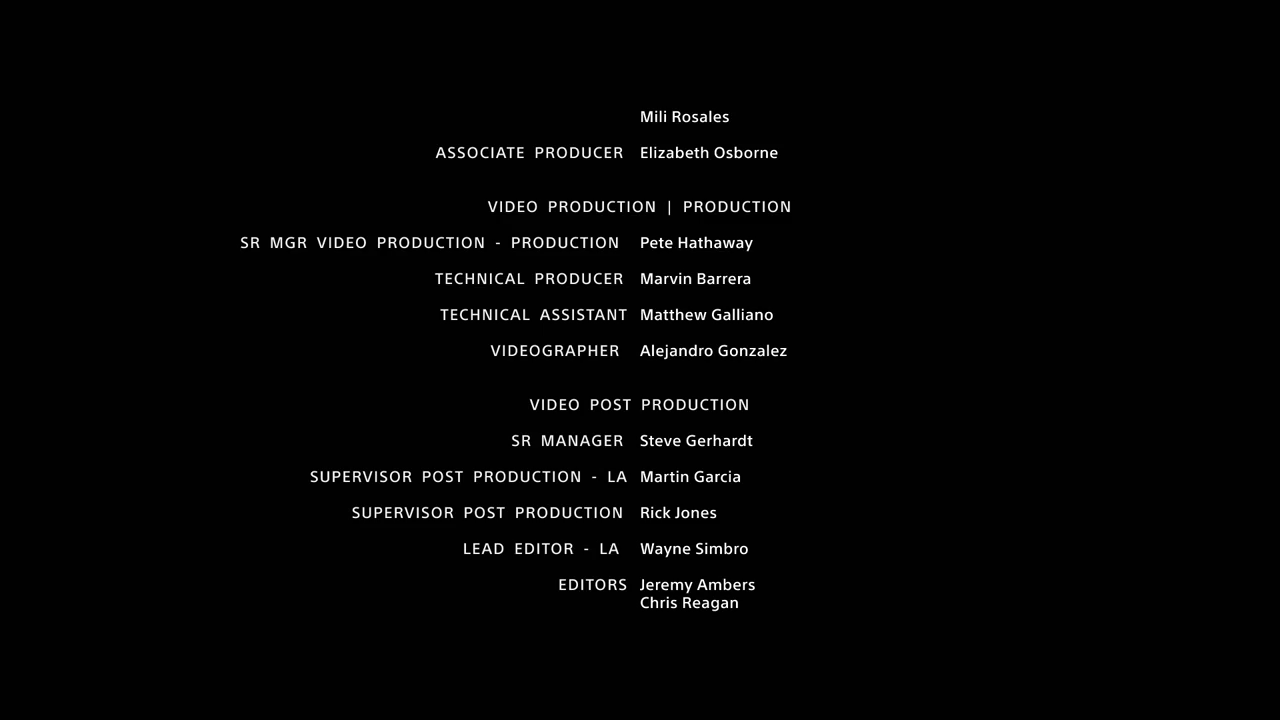 Mili Rosales
ASSOCIATE PRODUCER Elizabeth Osborne
VIDEO PRODUCTION | PRODUCTION
SR MGR VIDEO PRODUCTION - PRODUCTION Pete Hathaway
TECHNICAL PRODUCER Marvin Barrera
TECHNICAL ASSISTANT Matthew Galliano
VIDEOGRAPHER Alejandro Gonzalez
VIDEO POST PRODUCTION
SR MANAGER Steve Gerhardt
SUPERVISOR POST PRODUCTION - LA Martin Garcia
SUPERVISOR POST PRODUCTION Rick Jones
LEAD EDITOR - LA Wayne Simbro
EDITORS Jeremy Ambers
Chris Reagan